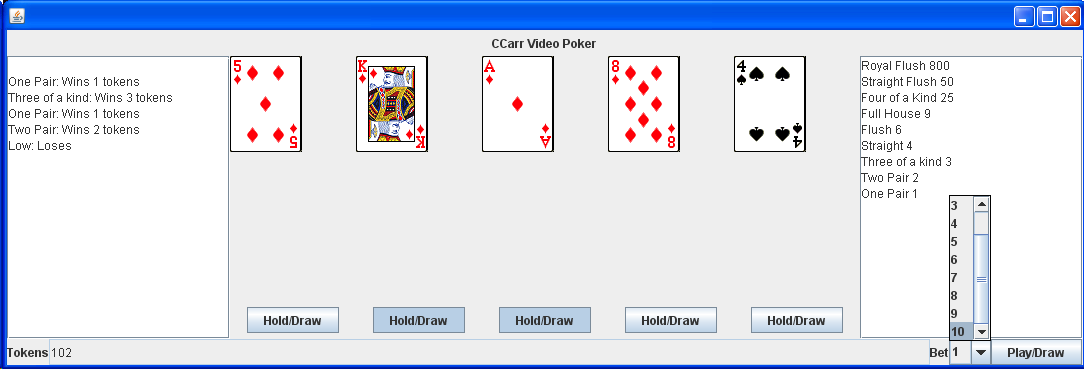 CCarr Video Poker
One Pair: Wins 1 tokens
Three of a kind: Wins 3 tokens
One Pair: Wins 1 tokens
Two Pair: Wins 2 tokens
Low: Loses
5 K A 8 4
5 K A 8 4
Royal Flush 800
Straight Flush 50
Four of a Kind 25
Full House 9
Flush 6
Straight 4
Three of a kind 3
Two Pair 2
One Pair 1
3
4
5
6
7
8
9
10
Hold/Draw Hold/Draw Hold/Draw Hold/Draw Hold/Draw
Tokens 102 Bet 1 Play/Draw